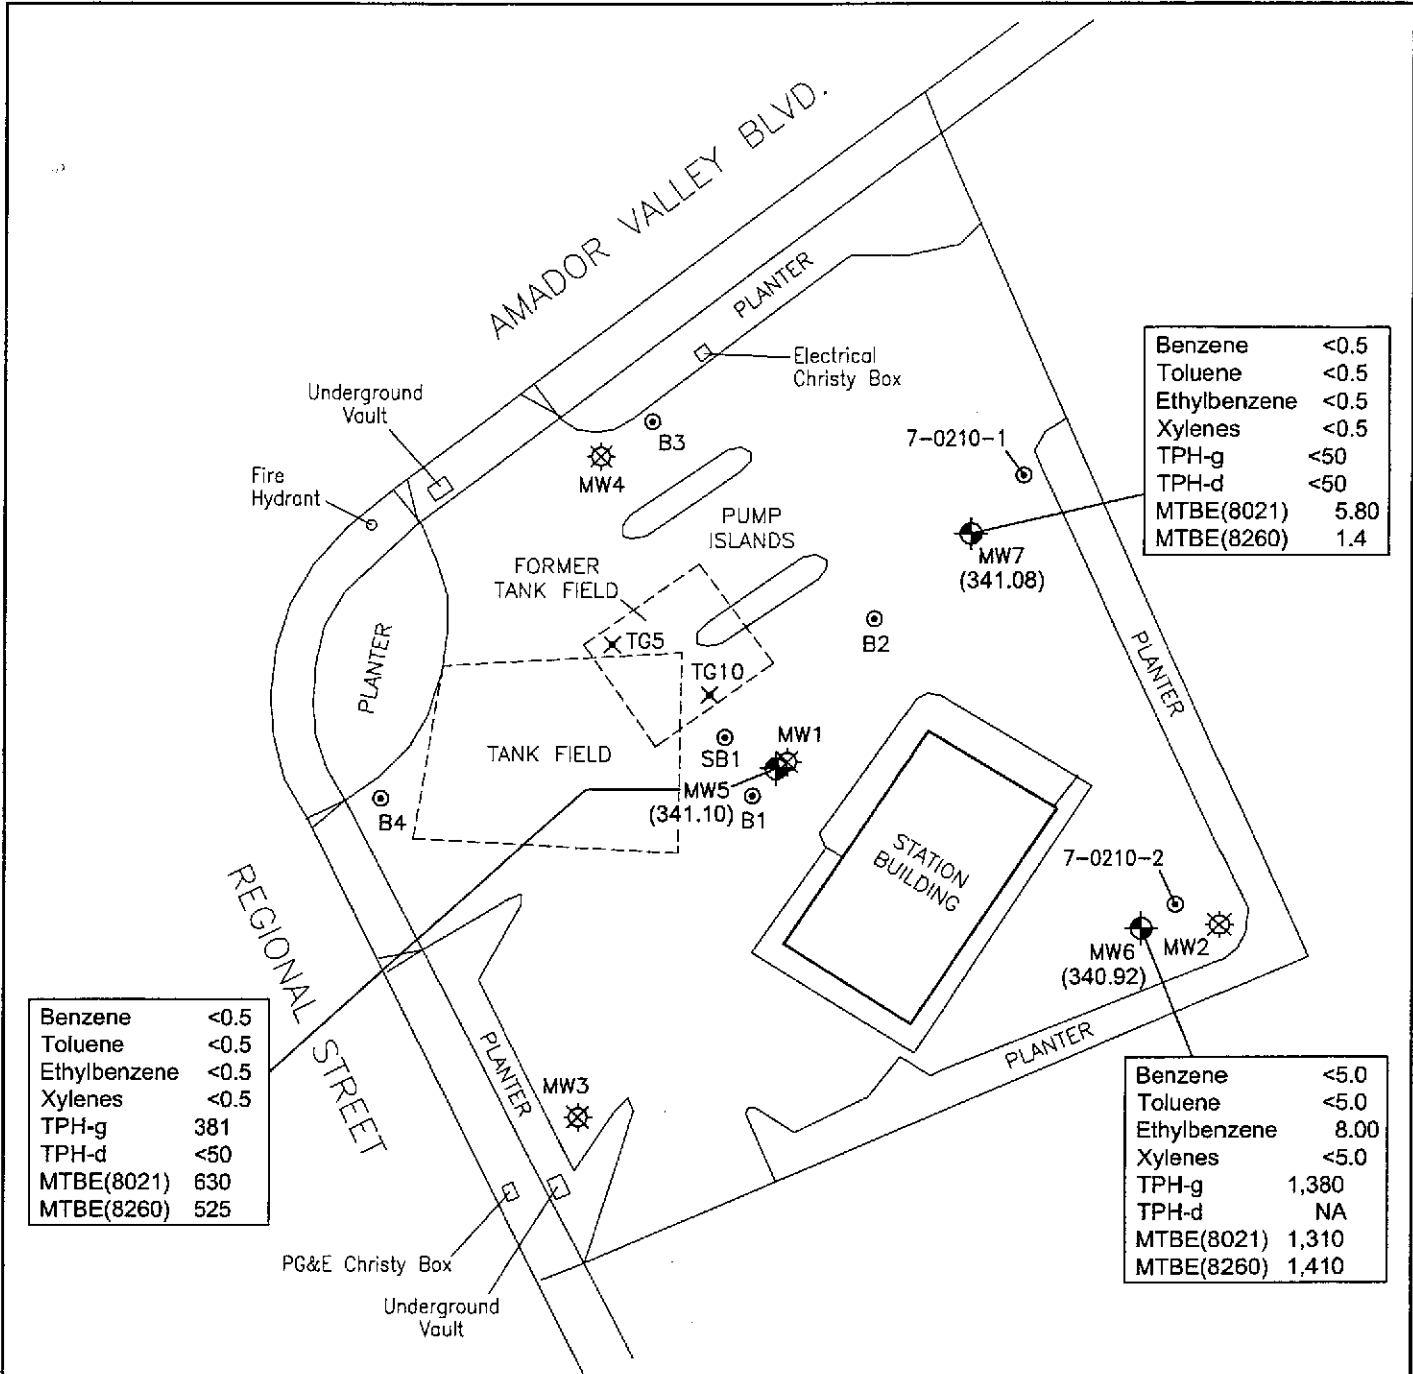 AMADOR VALLEY BLVD.
PLANTER
Electrical
Christy Box
Underground
Vault
Fire
Hydrant
B3
MW4
7-0210-1
Benzene <0.5
Toluene <0.5
Ethylbenzene <0.5
Xylenes <0.5
TPH-g <50
TPH-d <50
MTBE(8021) 5.80
MTBE(8260) 1.4
PUMP
ISLANDS
MW7
(341.08)
FORMER
TANK FIELD
TG5
B2
PLANTER
PLANTER
TG10
TANK FIELD
SB1
MW1
MW5
(341.10)
B1
B4
STATION
BUILDING
7-0210-2
MW6
(340.92)
MW2
REGIONAL STREET
Benzene <0.5
Toluene <0.5
Ethylbenzene <0.5
Xylenes <0.5
TPH-g 381
TPH-d <50
MTBE(8021) 630
MTBE(8260) 525
PLANTER
MW3
PLANTER
Benzene <5.0
Toluene <5.0
Ethylbenzene 8.00
Xylenes <5.0
TPH-g 1,380
TPH-d NA
MTBE(8021) 1,310
MTBE(8260) 1,410
PG&E Christy Box
Underground
Vault